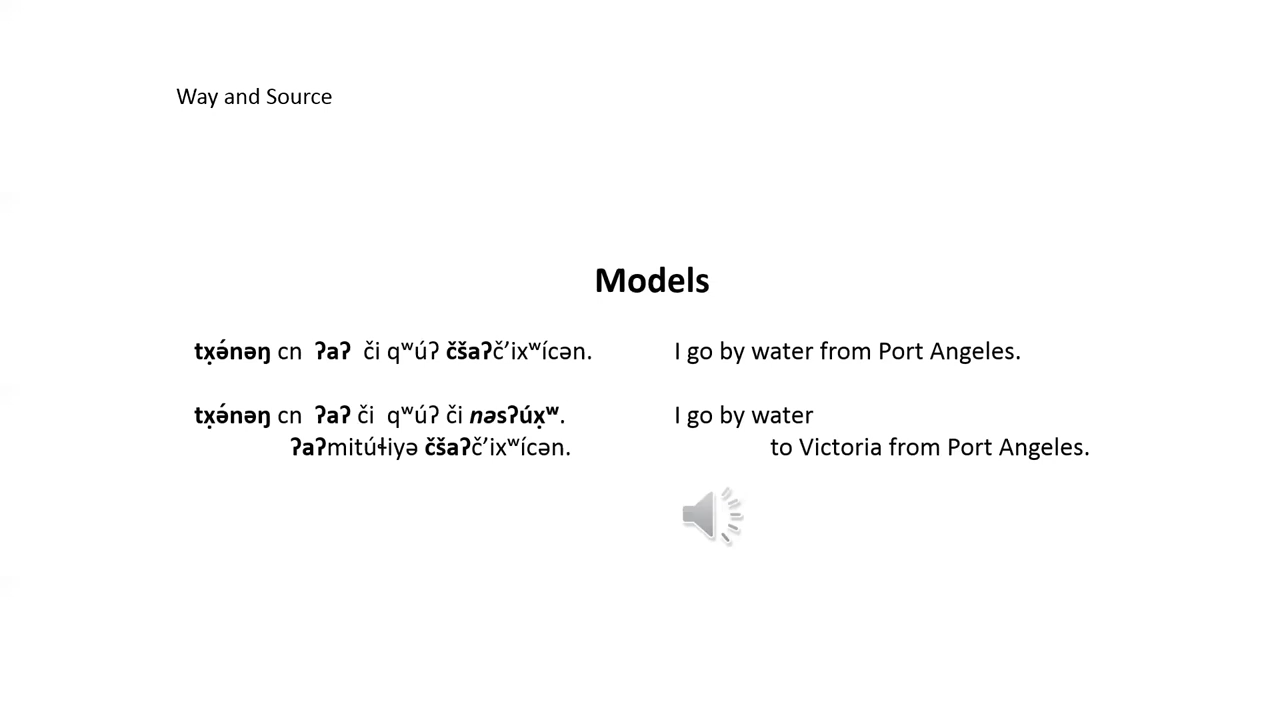 Way and Source
Models
tx̣ə́nəŋ cn ʔaʔ či qʷúʔ čšaʔč’ixʷícən. I go by water from Port Angeles.
tx̣ə́nəŋ cn ʔaʔ či qʷúʔ či nəsʔúx̣ʷ. I go by water
ʔaʔmitúɬiyə čšaʔč’ixʷícən. to Victoria from Port Angeles.